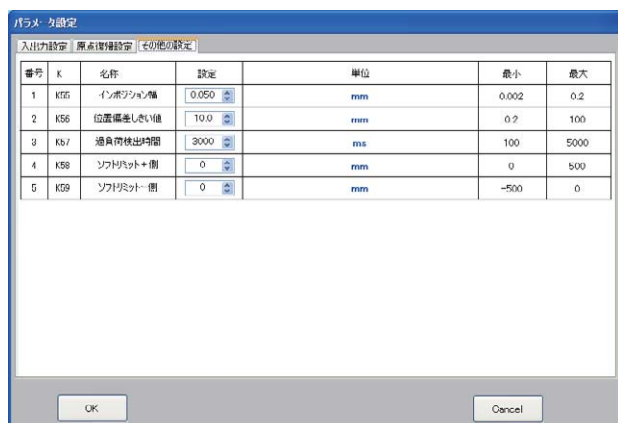 パラメータ設定
入出力設定 原点復帰設定 その他の設定
番号 K 名称 設定 単位 最小 最大
1 K55 インポジション幅 0.050 mm 0.002 0.2
2 K56 位置偏差しきい値 10.0 mm 0.2 100
3 K57 過負荷検出時間 3000 ms 100 5000
4 K58 ソフトリミット+側 0 mm 0 500
5 K59 ソフトリミット-側 0 mm -500 0
OK Cancel